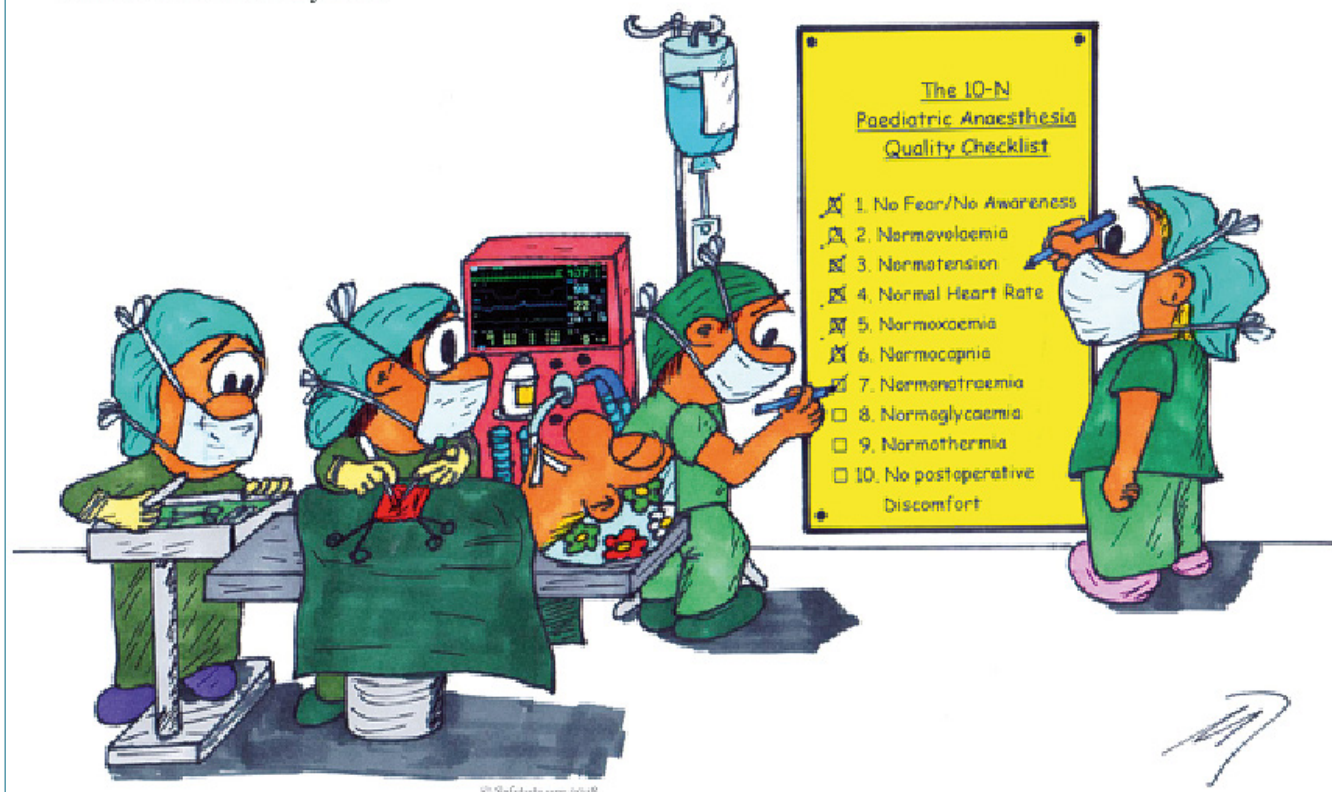 The 10-N
Paediatric Anaesthesia
Quality Checklist
1. No Fear/No Awareness
2. Normovolaemia
3. Normotension
4. Normal Heart Rate
5. Normoxaemia
6. Normocapnia
7. Normonatraemia
8. Normoglycaemia
9. Normothermia
10. No postoperative
Discomfort